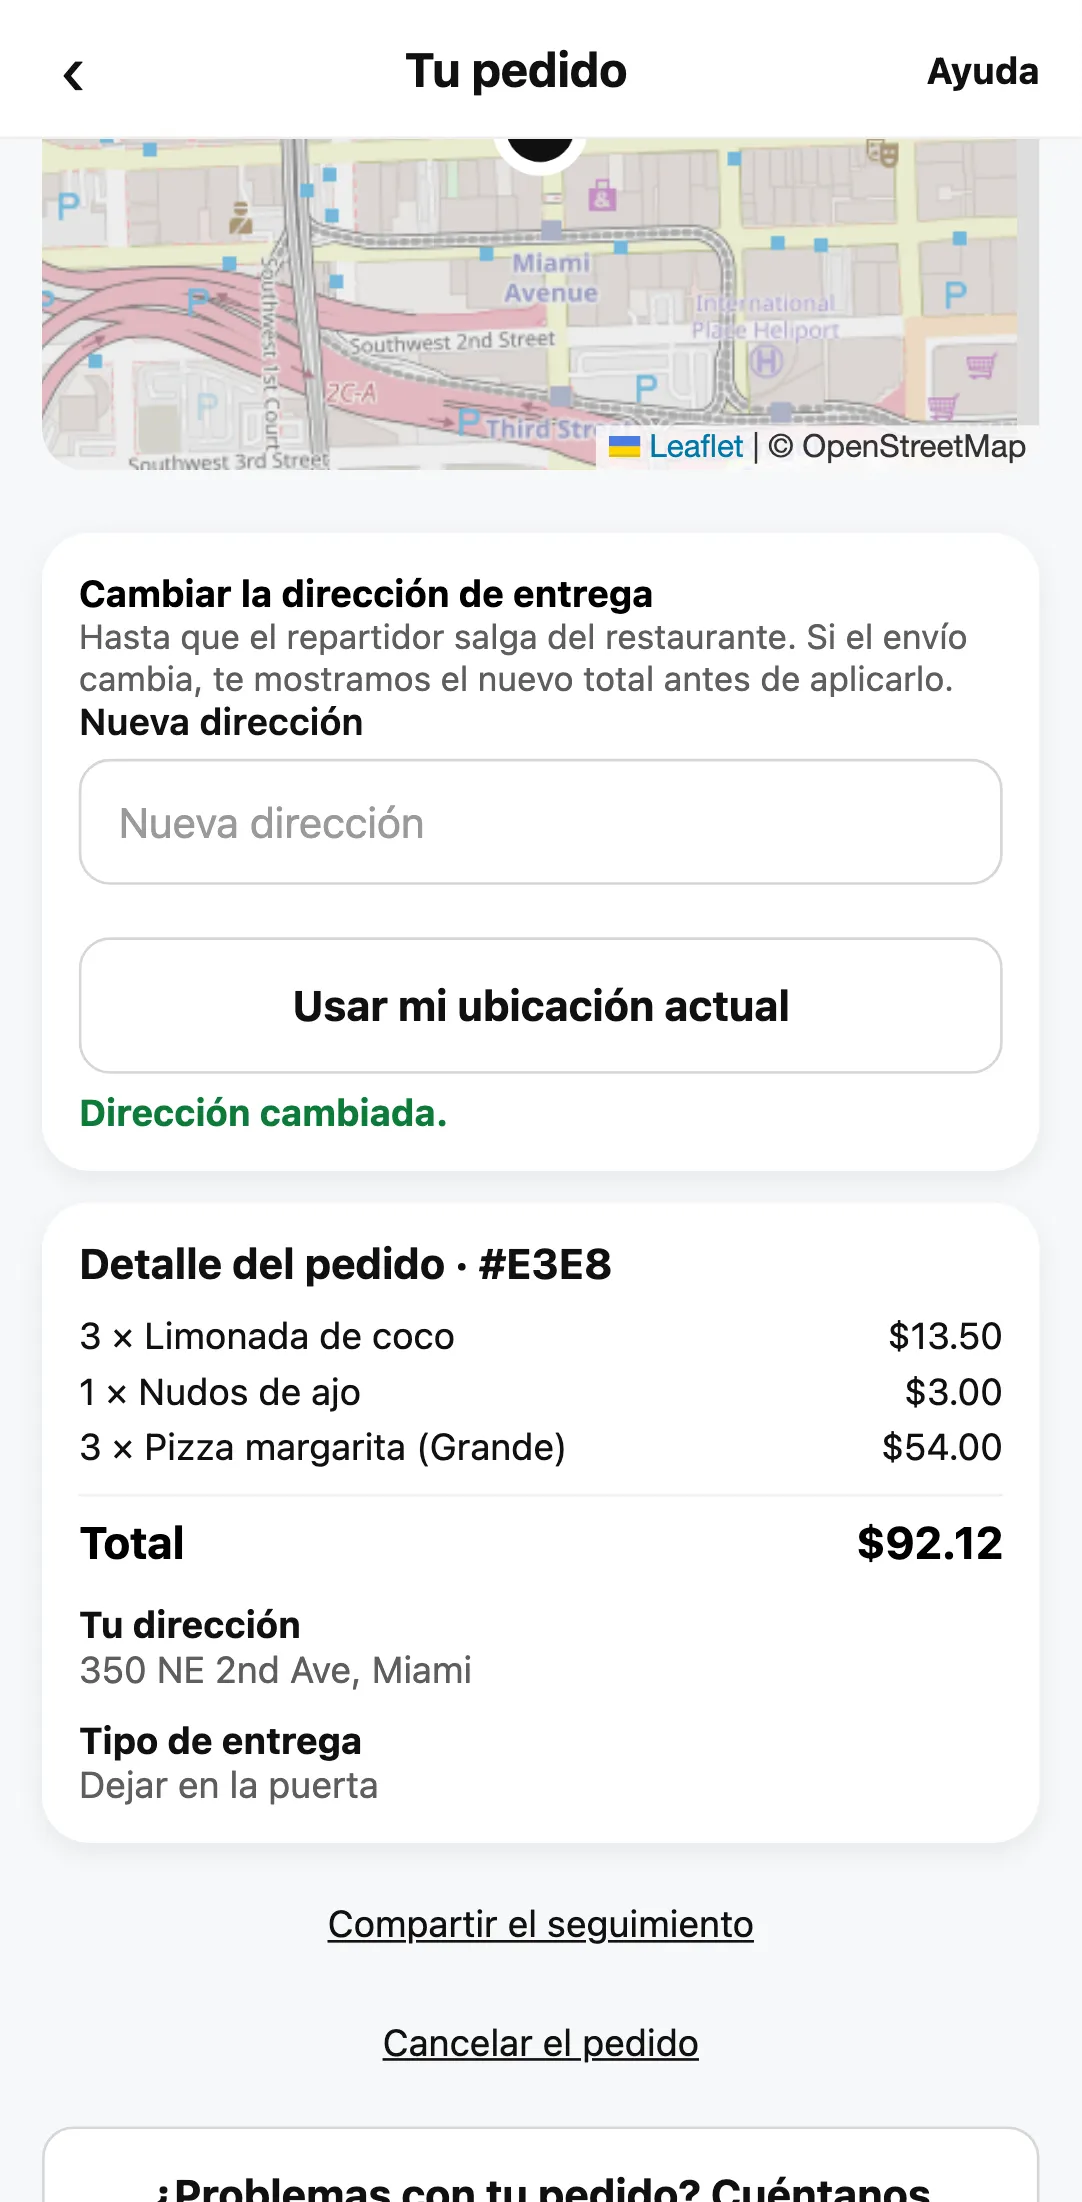 Tu pedido
Ayuda
P
&
Miami
Avenue
International
Place Heliport
P
P
H
Southwest 1st Court
Southwest 2nd Street
P
2C-A
P
P
Third Stre
Southwest 3rd Street
Leaflet | © OpenStreetMap
Cambiar la dirección de entrega
Hasta que el repartidor salga del restaurante. Si el envío
cambia, te mostramos el nuevo total antes de aplicarlo.
Nueva dirección
Nueva dirección
Usar mi ubicación actual
Dirección cambiada.
Detalle del pedido · #E3E8
3 × Limonada de coco $13.50
1 × Nudos de ajo $3.00
3 × Pizza margarita (Grande) $54.00
Total $92.12
Tu dirección
350 NE 2nd Ave, Miami
Tipo de entrega
Dejar en la puerta
Compartir el seguimiento
Cancelar el pedido
¿Problemas con tu pedido? Cuéntanos